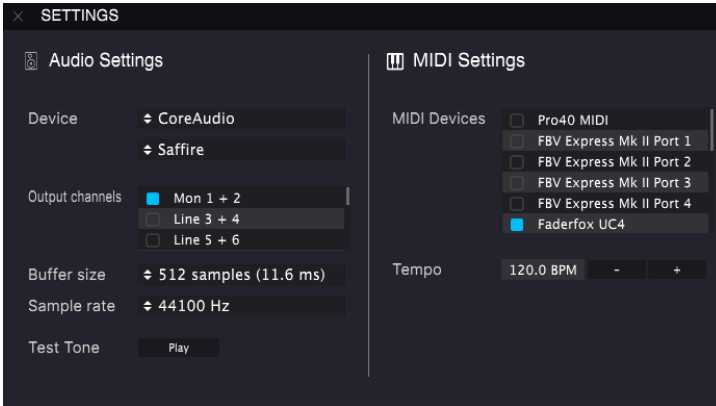 SETTINGS
Audio Settings
Device
CoreAudio
Saffire
Output channels
Mon 1 + 2
Line 3 + 4
Line 5 + 6
Buffer size
512 samples (11.6 ms)
Sample rate
44100 Hz
Test Tone
Play
MIDI Settings
MIDI Devices
Pro40 MIDI
FBV Express Mk II Port 1
FBV Express Mk II Port 2
FBV Express Mk II Port 3
FBV Express Mk II Port 4
Faderfox UC4
Tempo
120.0 BPM
-
+